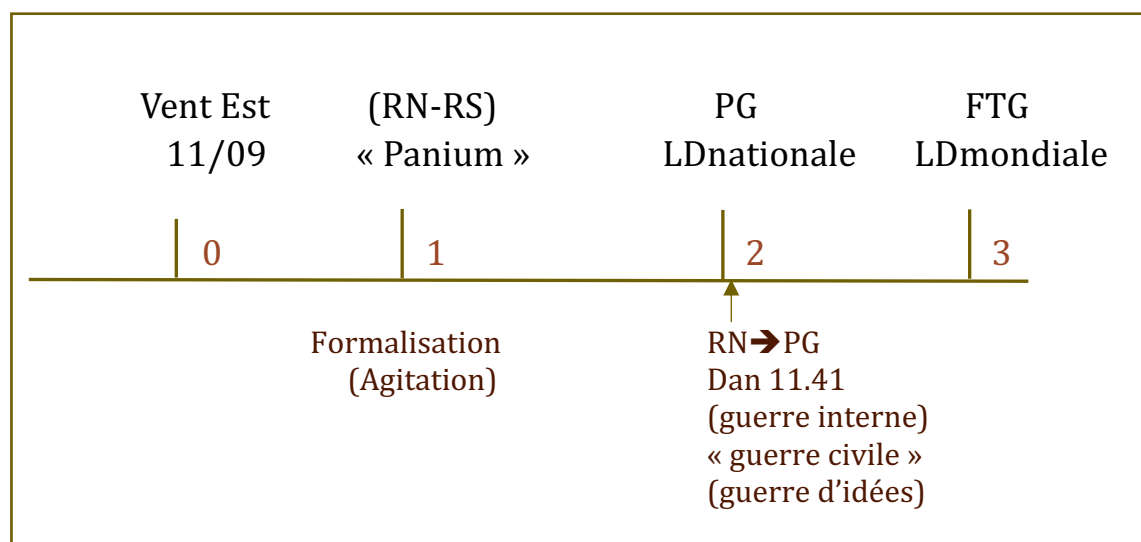 Vent Est (RN-RS) PG FTG
11/09 « Panium » LDnationale LDmondiale
0 1 2 3
Formalisation
(Agitation)
RN➔PG
Dan 11.41
(guerre interne)
« guerre civile »
(guerre d’idées)